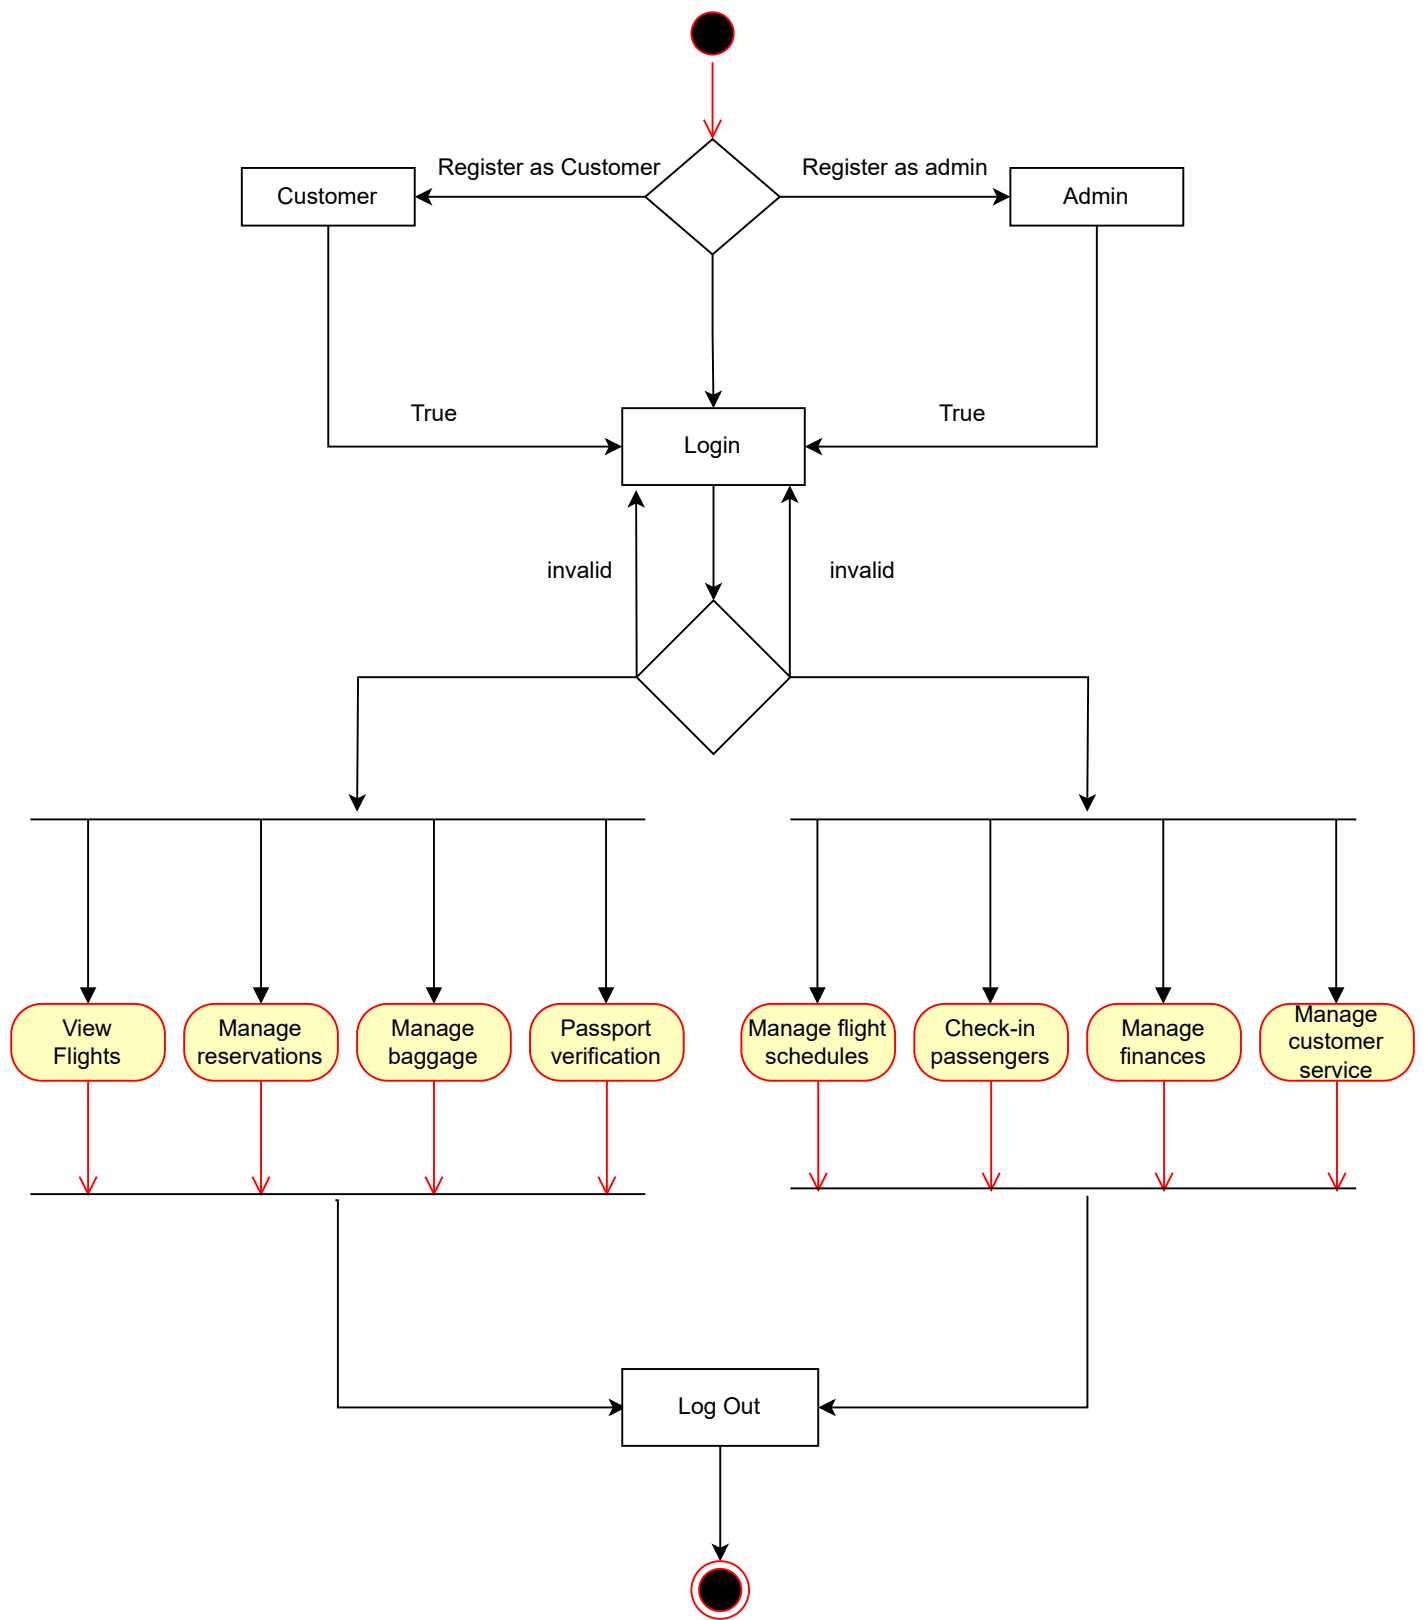 Register as Customer
Register as admin
Customer
Admin
True
True
Login
invalid
invalid
View
Flights
Manage
reservations
Manage
baggage
Passport
verification
Manage flight
schedules
Check-in
passengers
Manage
finances
Manage
customer
service
Log Out